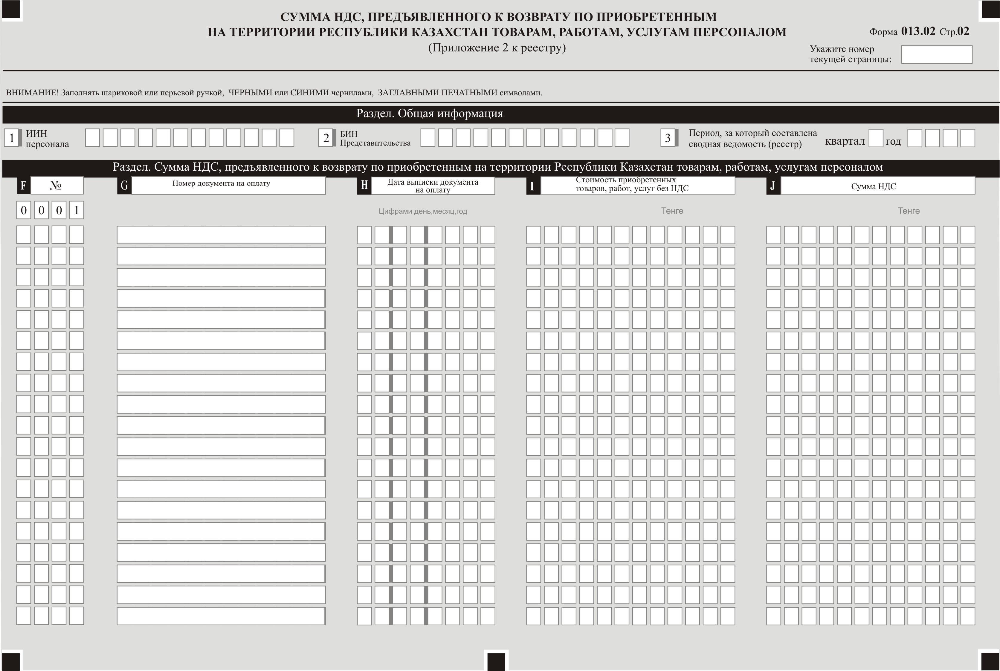 СУММА НДС, ПРЕДЪЯВЛЕННОГО К ВОЗВРАТУ ПО ПРИОБРЕТЕННЫМ
НА ТЕРРИТОРИИ РЕСПУБЛИКИ КАЗАХСТАН ТОВАРАМ, РАБОТАМ, УСЛУГАМ ПЕРСОНАЛОМ
(Приложение 2 к реестру)
Форма 013.02 Стр.02
Укажите номер
текущей страницы:
ВНИМАНИЕ! Заполнять шариковой или перьевой ручкой, ЧЕРНЫМИ или СИНИМИ чернилами, ЗАГЛАВНЫМИ ПЕЧАТНЫМИ символами.
Раздел. Общая информация
1 ИИН
персонала
2 БИН
Представительства
3 Период, за который составлена
сводная ведомость (реестр)
квартал год
Раздел. Сумма НДС, предъявленного к возврату по приобретенным на территории Республики Казахстан товарам, работам, услугам персоналом
F №
G Номер документа на оплату
H Дата выписки документа
на оплату
I Стоимость приобретенных
товаров, работ, услуг без НДС
J Сумма НДС
0 0 0 1
Цифрами день,месяц,год
Тенге
Тенге